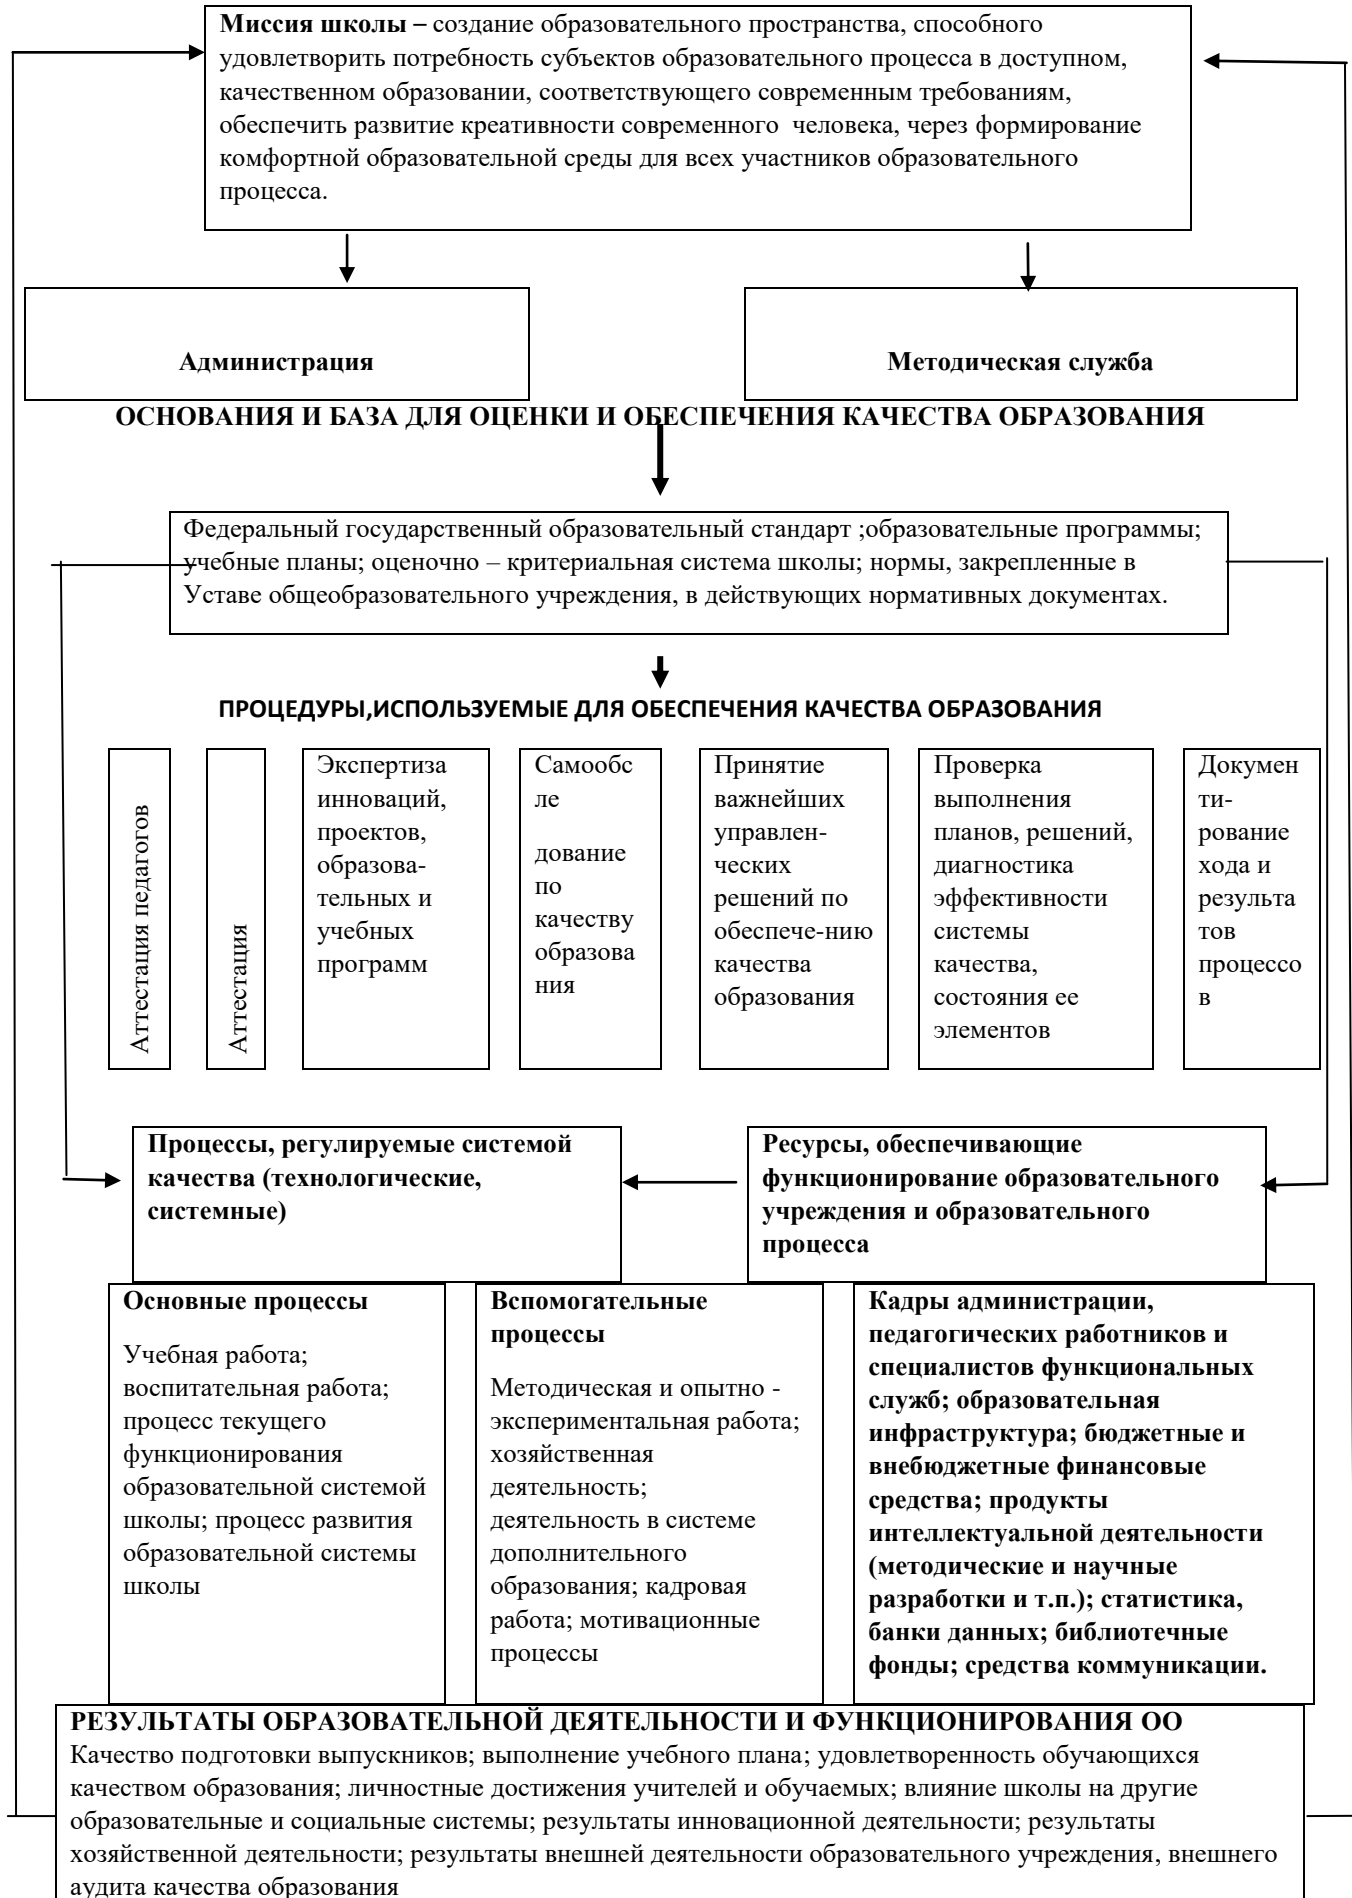 Миссия школы – создание образовательного пространства, способного
удовлетворить потребность субъектов образовательного процесса в доступном,
качественном образовании, соответствующего современным требованиям,
обеспечить развитие креативности современного человека, через формирование
комфортной образовательной среды для всех участников образовательного
процесса.
Администрация
Методическая служба
ОСНОВАНИЯ И БАЗА ДЛЯ ОЦЕНКИ И ОБЕСПЕЧЕНИЯ КАЧЕСТВА ОБРАЗОВАНИЯ
Федеральный государственный образовательный стандарт ;образовательные программы;
учебные планы; оценочно – критериальная система школы; нормы, закрепленные в
Уставе общеобразовательного учреждения, в действующих нормативных документах.
ПРОЦЕДУРЫ,ИСПОЛЬЗУЕМЫЕ ДЛЯ ОБЕСПЕЧЕНИЯ КАЧЕСТВА ОБРАЗОВАНИЯ
Аттестация педагогов
Аттестация
Экспертиза
инноваций,
проектов,
образова-
тельных и
учебных
программ
Самообс
ле
дование
по
качеству
образова
ния
Принятие
важнейших
управлен-
ческих
решений по
обеспече-нию
качества
образования
Проверка
выполнения
планов, решений,
диагностика
эффективности
системы
качества,
состояния ее
элементов
Докумен
ти-
рование
хода и
результа
тов
процессо
в
Процессы, регулируемые системой
качества (технологические,
системные)
Ресурсы, обеспечивающие
функционирование образовательного
учреждения и образовательного
процесса
Основные процессы
Учебная работа;
воспитательная работа;
процесс текущего
функционирования
образовательной системой
школы; процесс развития
образовательной системы
школы
Вспомогательные
процессы
Методическая и опытно -
экспериментальная работа;
хозяйственная
деятельность;
деятельность в системе
дополнительного
образования; кадровая
работа; мотивационные
процессы
Кадры администрации,
педагогических работников и
специалистов функциональных
служб; образовательная
инфраструктура; бюджетные и
внебюджетные финансовые
средства; продукты
интеллектуальной деятельности
(методические и научные
разработки и т.п.); статистика,
банки данных; библиотечные
фонды; средства коммуникации.
РЕЗУЛЬТАТЫ ОБРАЗОВАТЕЛЬНОЙ ДЕЯТЕЛЬНОСТИ И ФУНКЦИОНИРОВАНИЯ ОО
Качество подготовки выпускников; выполнение учебного плана; удовлетворенность обучающихся
качеством образования; личностные достижения учителей и обучаемых; влияние школы на другие
образовательные и социальные системы; результаты инновационной деятельности; результаты
хозяйственной деятельности; результаты внешней деятельности образовательного учреждения, внешнего
аудита качества образования